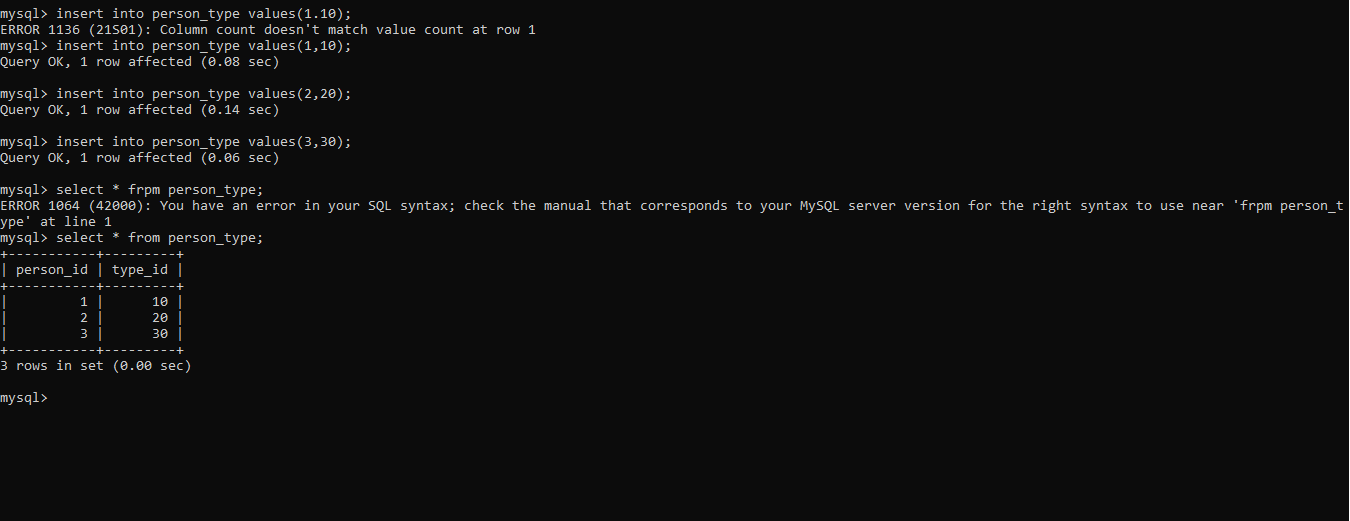 mysql> insert into person_type values(1.10);
ERROR 1136 (21S01): Column count doesn't match value count at row 1
mysql> insert into person_type values(1,10);
Query OK, 1 row affected (0.08 sec)

mysql> insert into person_type values(2,20);
Query OK, 1 row affected (0.14 sec)

mysql> insert into person_type values(3,30);
Query OK, 1 row affected (0.06 sec)

mysql> select * frpm person_type;
ERROR 1064 (42000): You have an error in your SQL syntax; check the manual that corresponds to your MySQL server version for the right syntax to use near 'frpm person_t
ype' at line 1
mysql> select * from person_type;
+-----------+---------+
| person_id | type_id |
+-----------+---------+
|         1 |      10 |
|         2 |      20 |
|         3 |      30 |
+-----------+---------+
3 rows in set (0.00 sec)

mysql>